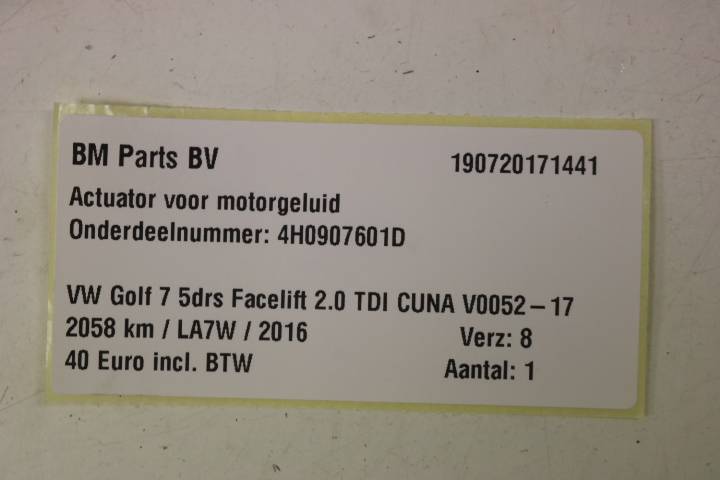 BM Parts BV 190720171441
Actuator voor motorgeluid
Onderdeelnummer: 4H0907601D
VW Golf 7 5drs Facelift 2.0 TDI CUNA V0052 – 17
2058 km / LA7W / 2016 Verz: 8
40 Euro incl. BTW Aantal: 1